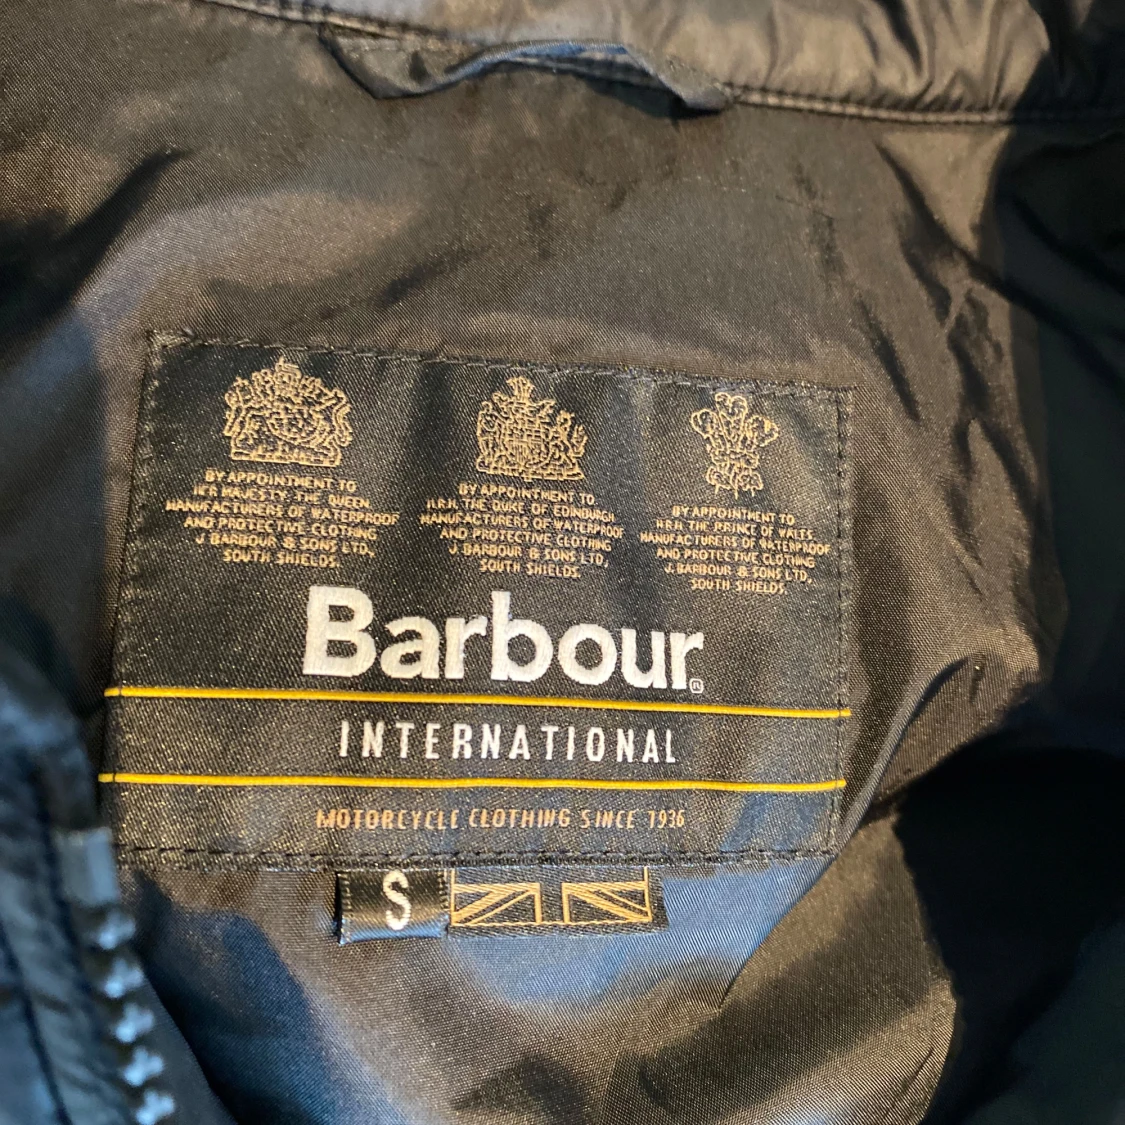 BY APPOINTMENT TO
HER MAJESTY THE QUEEN
MANUFACTURERS OF WATERPROOF
AND PROTECTIVE CLOTHING
J. BARBOUR & SONS LTD.,
SOUTH SHIELDS.
BY APPOINTMENT TO
H.R.H. THE DUKE OF EDINBURGH
MANUFACTURERS OF WATERPROOF
AND PROTECTIVE CLOTHING
J. BARBOUR & SONS LTD,
SOUTH SHIELDS.
BY APPOINTMENT TO
H.R.H. THE PRINCE OF WALES
MANUFACTURERS OF WATERPROOF
AND PROTECTIVE CLOTHING
J. BARBOUR & SONS LTD,
SOUTH SHIELDS.
Barbour®
INTERNATIONAL
MOTORCYCLE CLOTHING SINCE 1936
S